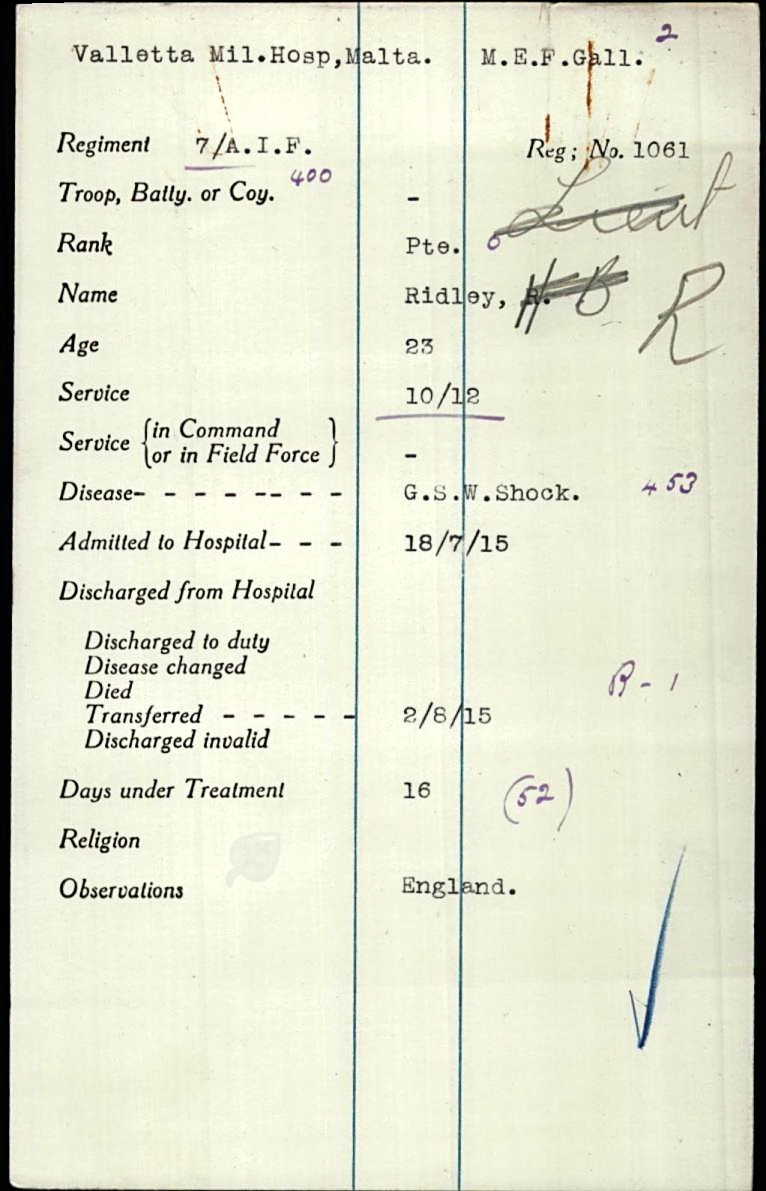 2
Valletta Mil.Hosp,Malta. M.E.F.Gall.
Regiment 7/A.I.F. Reg; No. 1061
400
Troop, Batty. or Coy. -
Lieut
Rank Pte. 0
Name Ridley, R. H B R
Age 23
Service 10/12
Service {in Command
or in Field Force} -
Disease- - - - -- - - G.S.W.Shock. 453
Admitted to Hospital- - - 18/7/15
Discharged from Hospital
Discharged to duty
Disease changed
Died
Transferred - - - - - 2/8/15
Discharged invalid
Days under Treatment 16 (52)
Religion
Observations England.